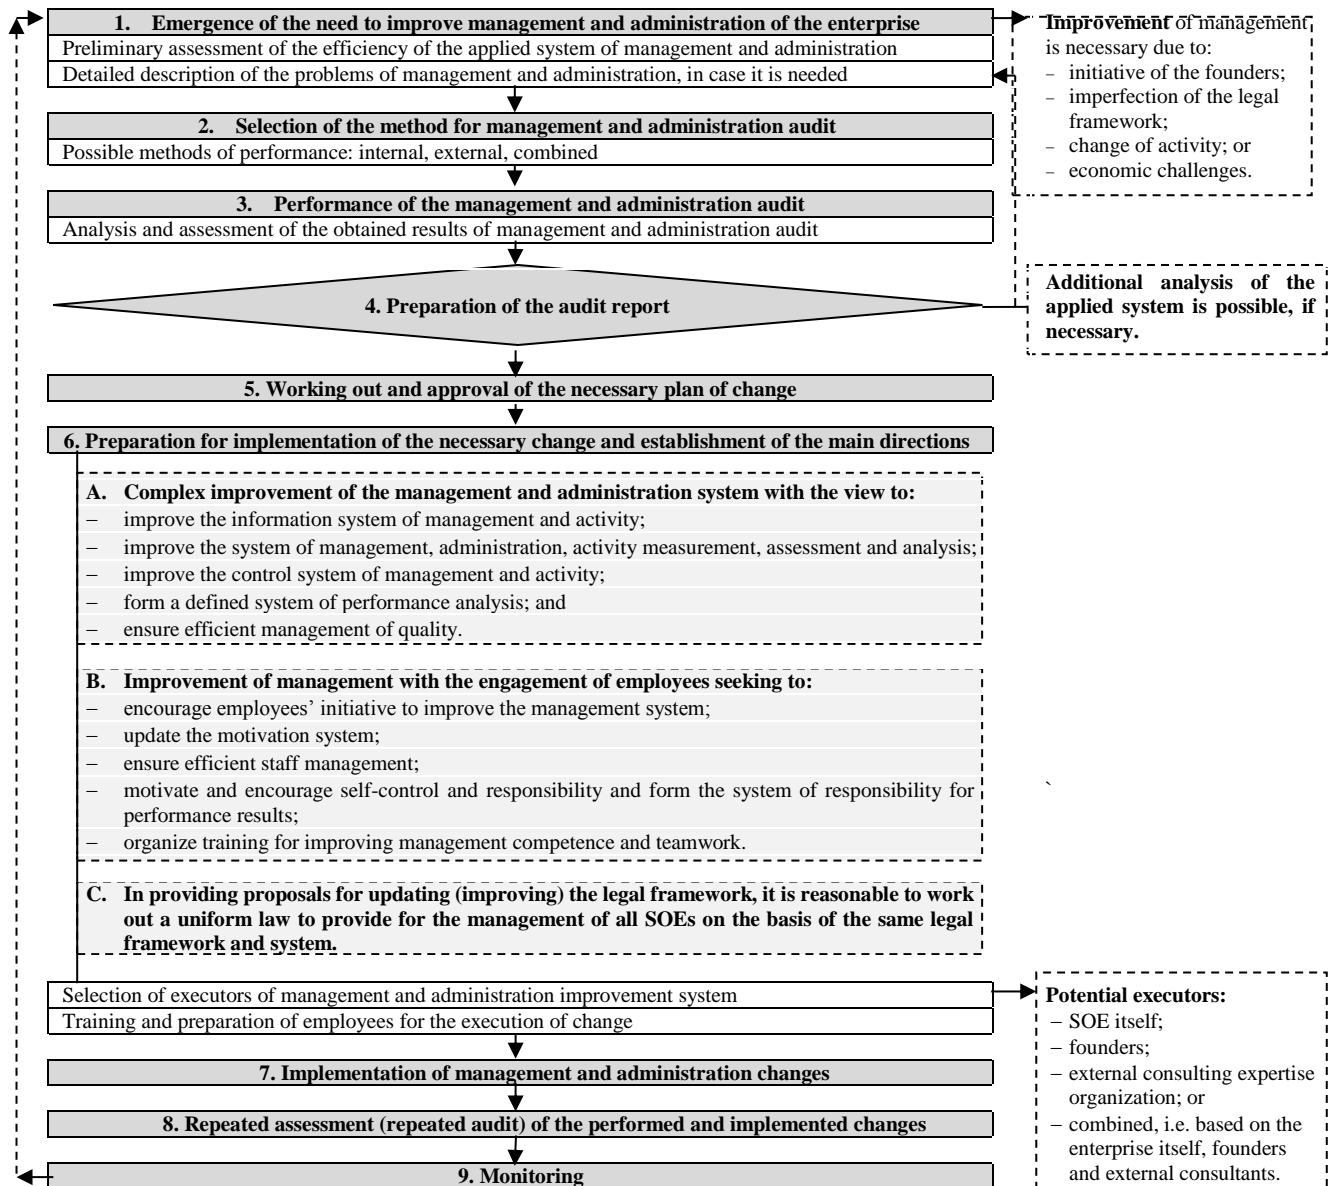 1. Emergence of the need to improve management and administration of the enterprise
Preliminary assessment of the efficiency of the applied system of management and administration
Detailed description of the problems of management and administration, in case it is needed
Improvement of management
is necessary due to:
– initiative of the founders;
– imperfection of the legal
framework;
– change of activity; or
– economic challenges.
2. Selection of the method for management and administration audit
Possible methods of performance: internal, external, combined
3. Performance of the management and administration audit
Analysis and assessment of the obtained results of management and administration audit
4. Preparation of the audit report
Additional analysis of the
applied system is possible, if
necessary.
5. Working out and approval of the necessary plan of change
6. Preparation for implementation of the necessary change and establishment of the main directions
A. Complex improvement of the management and administration system with the view to:
– improve the information system of management and activity;
– improve the system of management, administration, activity measurement, assessment and analysis;
– improve the control system of management and activity;
– form a defined system of performance analysis; and
– ensure efficient management of quality.
B. Improvement of management with the engagement of employees seeking to:
– encourage employees’ initiative to improve the management system;
– update the motivation system;
– ensure efficient staff management;
– motivate and encourage self-control and responsibility and form the system of responsibility for
performance results;
– organize training for improving management competence and teamwork.
`
C. In providing proposals for updating (improving) the legal framework, it is reasonable to work
out a uniform law to provide for the management of all SOEs on the basis of the same legal
framework and system.
Selection of executors of management and administration improvement system
Training and preparation of employees for the execution of change
Potential executors:
– SOE itself;
– founders;
– external consulting expertise
organization; or
– combined, i.e. based on the
enterprise itself, founders
and external consultants.
7. Implementation of management and administration changes
8. Repeated assessment (repeated audit) of the performed and implemented changes
9. Monitoring